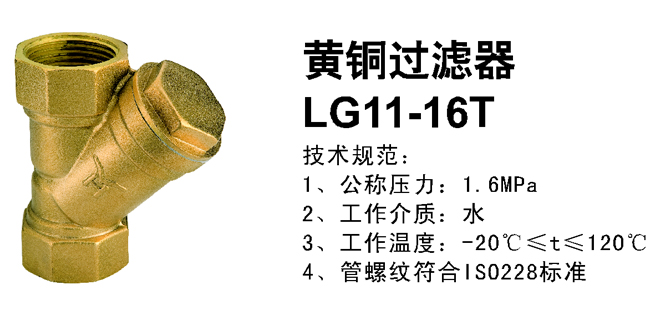 黄铜过滤器
LG11-16T
技术规范：
1、公称压力：1.6MPa
2、工作介质：水
3、工作温度：-20℃≤t≤120℃
4、管螺纹符合ISO228标准